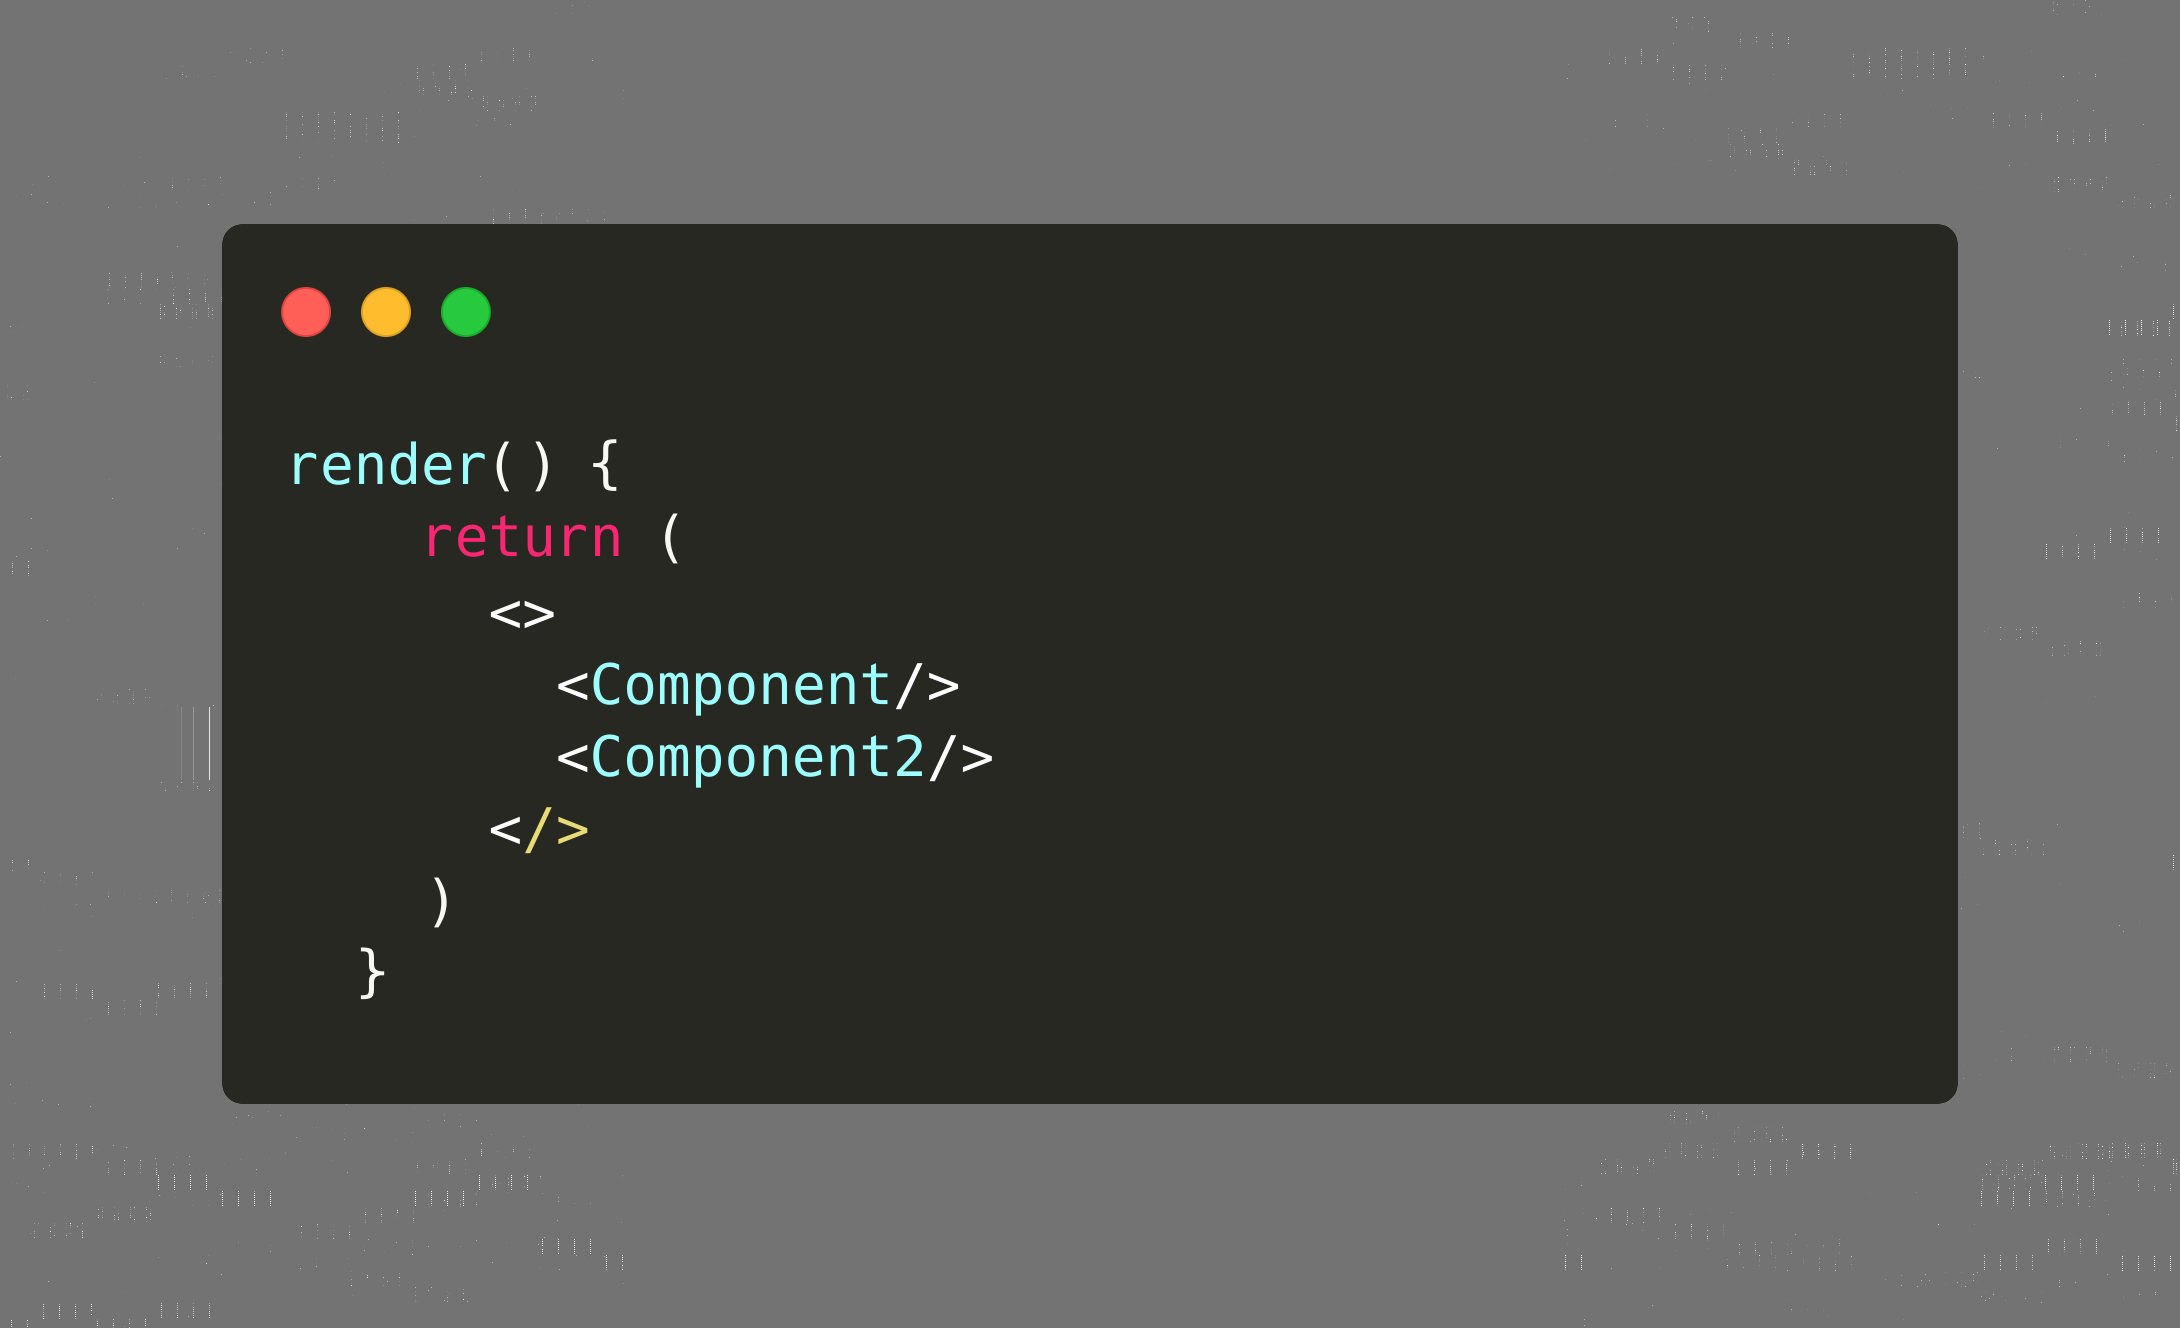 render() {
    return (
      <>
        <Component/>
        <Component2/>
      </>
    )
  }